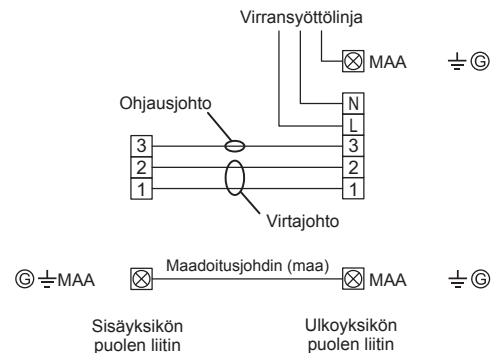 Virransyöttölinja
MAA ⏚ Ⓖ
N
Ohjausjohto
L
3 3
2 2
1 1
Virtajohto
Maadoitusjohdin (maa)
Ⓖ ⏚ MAA
MAA ⏚ Ⓖ
Sisäyksikön
puolen liitin
Ulkoyksikön
puolen liitin